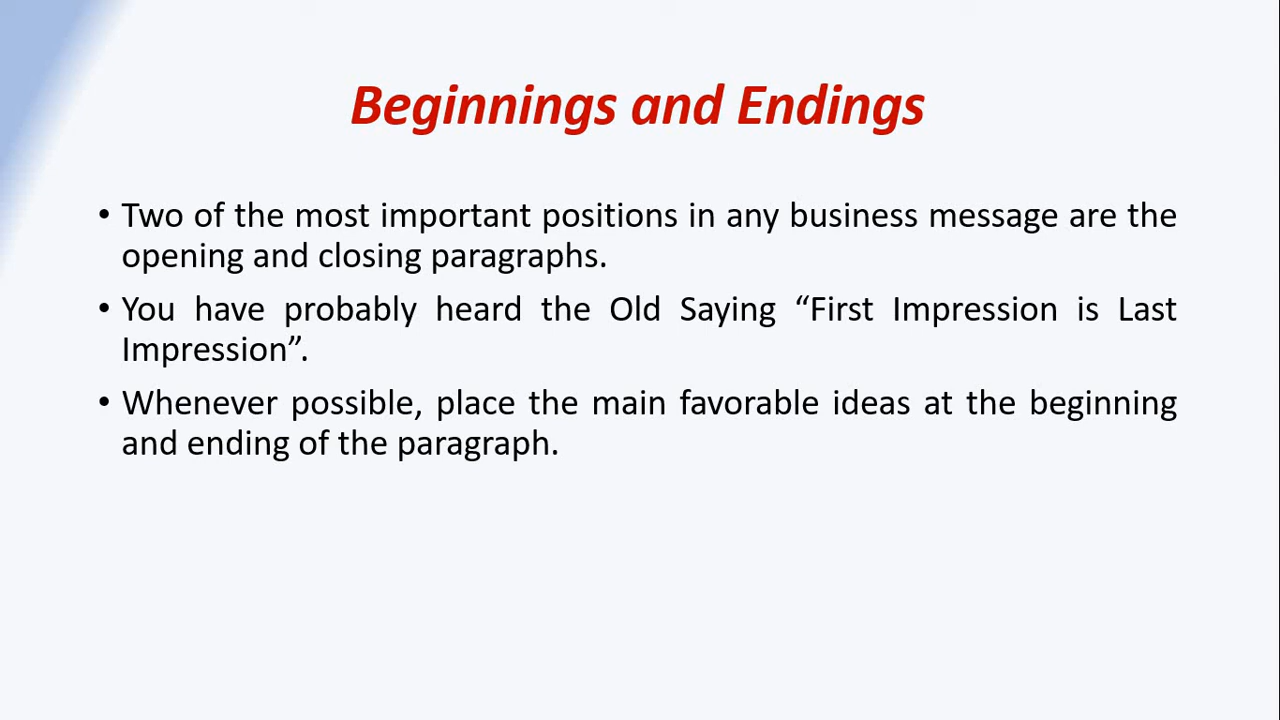 Beginnings and Endings
• Two of the most important positions in any business message are the
opening and closing paragraphs.
• You have probably heard the Old Saying “First Impression is Last
Impression”.
• Whenever possible, place the main favorable ideas at the beginning
and ending of the paragraph.